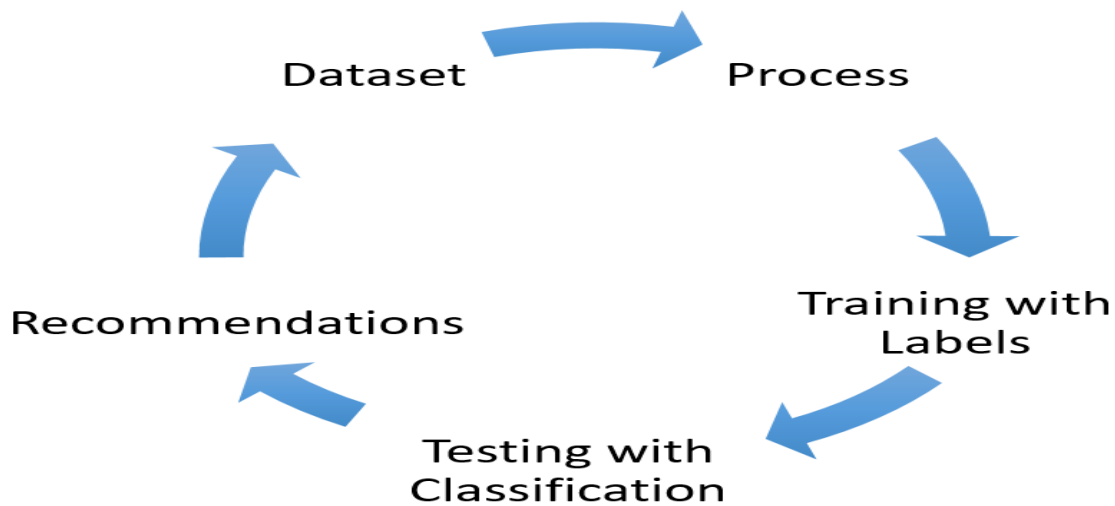 Dataset
Process
Training with
Labels
Testing with
Classification
Recommendations